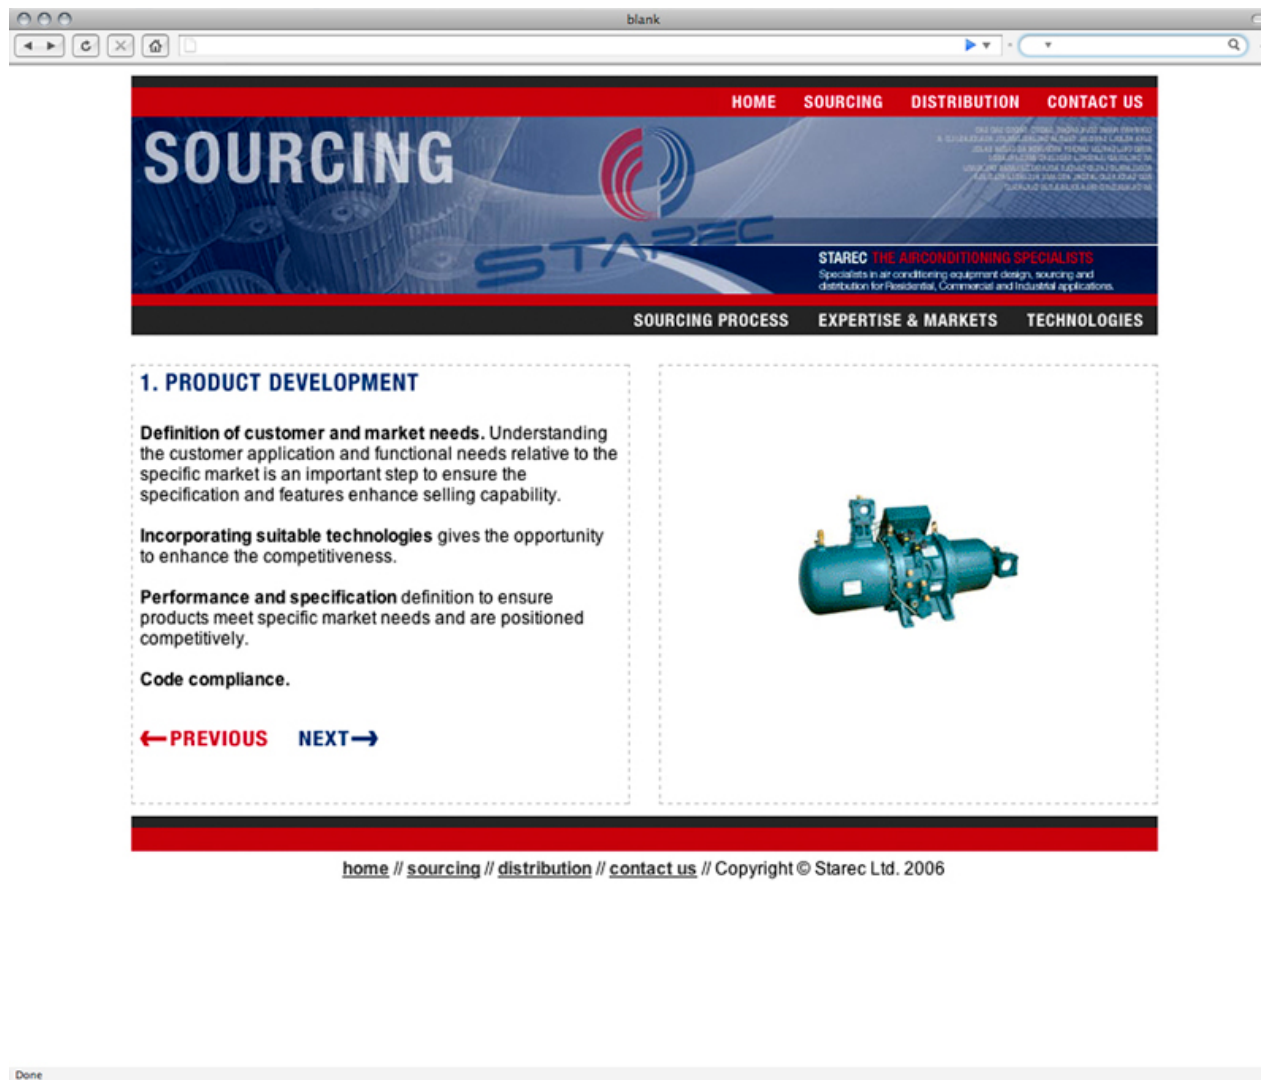 blank
HOME SOURCING DISTRIBUTION CONTACT US
SOURCING
STAREC
STAREC THE AIRCONDITIONING SPECIALISTS
Specialists in air conditioning equipment design, sourcing and
distribution for Residential, Commercial and Industrial applications.
SOURCING PROCESS EXPERTISE & MARKETS TECHNOLOGIES
1. PRODUCT DEVELOPMENT
Definition of customer and market needs. Understanding
the customer application and functional needs relative to the
specific market is an important step to ensure the
specification and features enhance selling capability.
Incorporating suitable technologies gives the opportunity
to enhance the competitiveness.
Performance and specification definition to ensure
products meet specific market needs and are positioned
competitively.
Code compliance.
←PREVIOUS NEXT→
home // sourcing // distribution // contact us // Copyright © Starec Ltd. 2006
Done